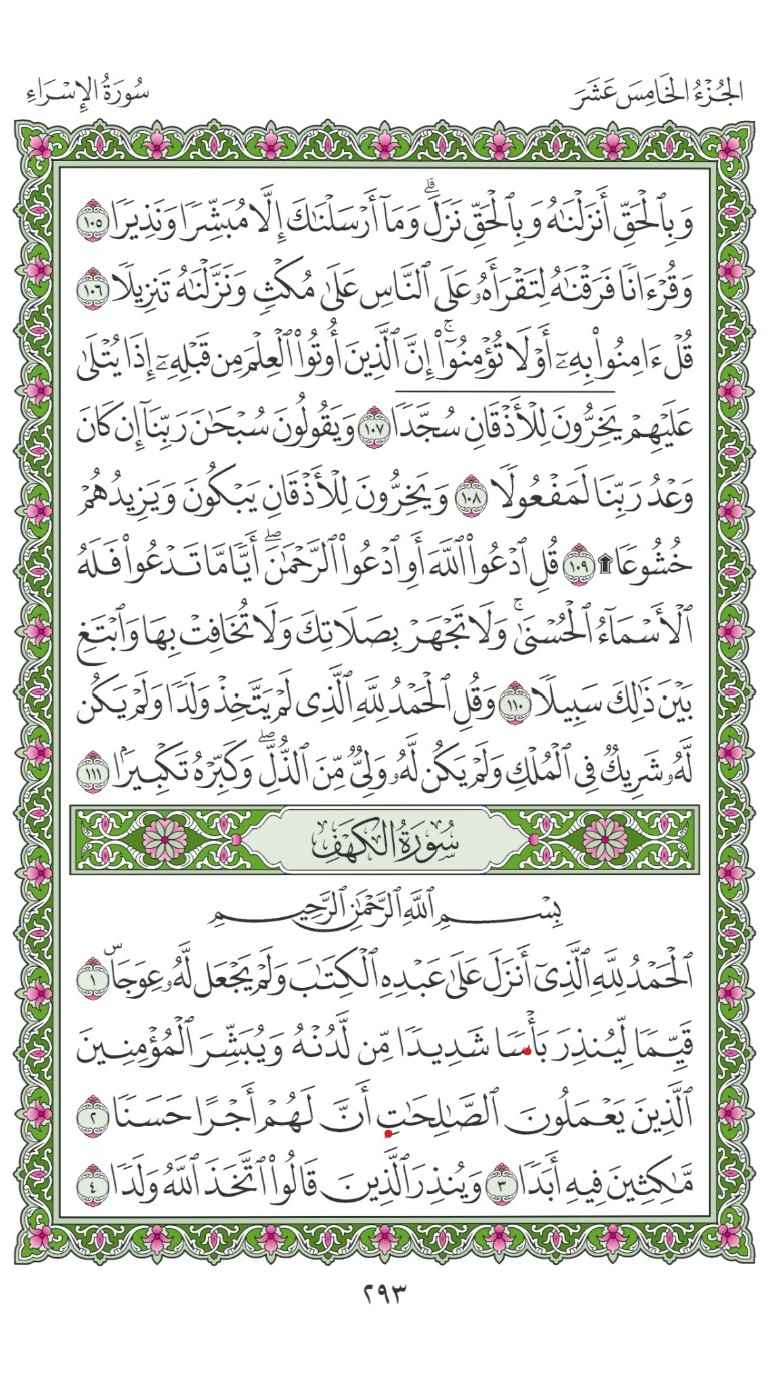 الجُزْءُ الخَامِسَ عَشَرَ
سُورَةُ الإِسْرَاءِ
وَبِٱلْحَقِّ أَنزَلْنَٰهُ وَبِٱلْحَقِّ نَزَلَۗ وَمَآ أَرْسَلْنَٰكَ إِلَّا مُبَشِّرًا وَنَذِيرًا ١٠٥
وَقُرْءَانًا فَرَقْنَٰهُ لِتَقْرَأَهُۥ عَلَى ٱلنَّاسِ عَلَىٰ مُكْثٍ وَنَزَّلْنَٰهُ تَنزِيلًا ١٠٦
قُلْ ءَامِنُوا۟ بِهِۦٓ أَوْ لَا تُؤْمِنُوٓا۟ۚ إِنَّ ٱلَّذِينَ أُوتُوا۟ ٱلْعِلْمَ مِن قَبْلِهِۦٓ إِذَا يُتْلَىٰ
عَلَيْهِمْ يَخِرُّونَ لِلْأَذْقَانِ سُجَّدًا ١٠٧ وَيَقُولُونَ سُبْحَٰنَ رَبِّنَآ إِن كَانَ
وَعْدُ رَبِّنَا لَمَفْعُولًا ١٠٨ وَيَخِرُّونَ لِلْأَذْقَانِ يَبْكُونَ وَيَزِيدُهُمْ
خُشُوعًا ۩ ١٠٩ قُلِ ٱدْعُوا۟ ٱللَّهَ أَوِ ٱدْعُوا۟ ٱلرَّحْمَٰنَۖ أَيًّا مَّا تَدْعُوا۟ فَلَهُ
ٱلْأَسْمَآءُ ٱلْحُسْنَىٰۚ وَلَا تَجْهَرْ بِصَلَاتِكَ وَلَا تُخَافِتْ بِهَا وَٱبْتَغِ
بَيْنَ ذَٰلِكَ سَبِيلًا ١١٠ وَقُلِ ٱلْحَمْدُ لِلَّهِ ٱلَّذِى لَمْ يَتَّخِذْ وَلَدًا وَلَمْ يَكُن
لَّهُۥ شَرِيكٌ فِى ٱلْمُلْكِ وَلَمْ يَكُن لَّهُۥ وَلِىٌّ مِّنَ ٱلذُّلِّۖ وَكَبِّرْهُ تَكْبِيرًۢا ١١١
سُورَةُ الكَهْفِ
بِسْمِ ٱللَّهِ ٱلرَّحْمَٰنِ ٱلرَّحِيمِ
ٱلْحَمْدُ لِلَّهِ ٱلَّذِىٓ أَنزَلَ عَلَىٰ عَبْدِهِ ٱلْكِتَٰبَ وَلَمْ يَجْعَل لَّهُۥ عِوَجَاۜ ١
قَيِّمًا لِّيُنذِرَ بَأْسًا شَدِيدًا مِّن لَّدُنْهُ وَيُبَشِّرَ ٱلْمُؤْمِنِينَ
ٱلَّذِينَ يَعْمَلُونَ ٱلصَّٰلِحَٰتِ أَنَّ لَهُمْ أَجْرًا حَسَنًا ٢
مَّٰكِثِينَ فِيهِ أَبَدًا ٣ وَيُنذِرَ ٱلَّذِينَ قَالُوا۟ ٱتَّخَذَ ٱللَّهُ وَلَدًا ٤
٢٩٣